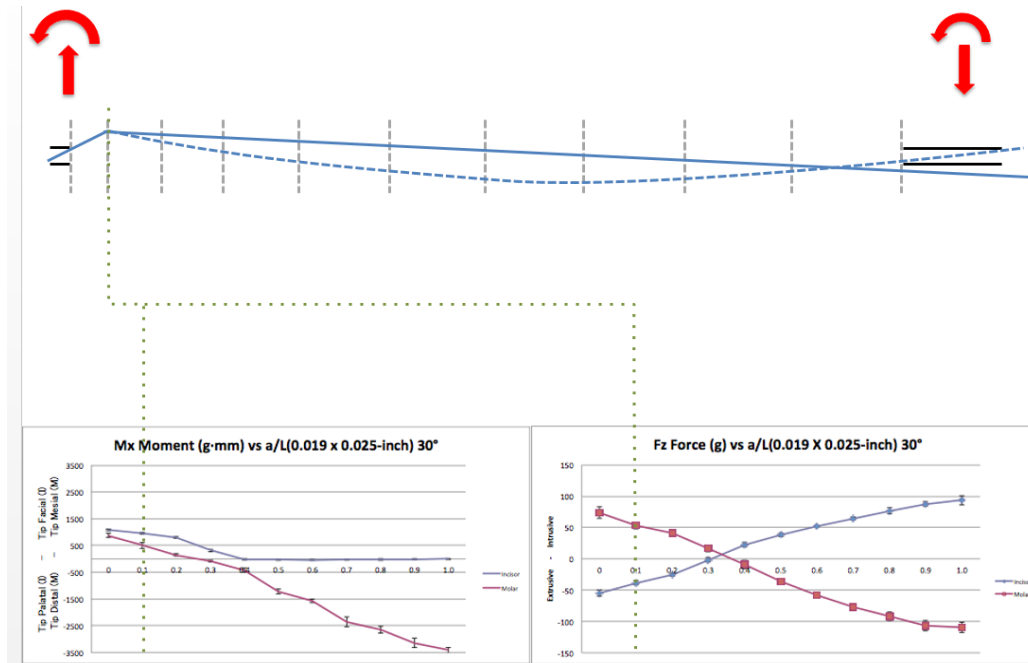 Mx Moment (g·mm) vs a/L(0.019 x 0.025-inch) 30°
Tip Palatal (I) – Tip Facial (I)
Tip Distal (M) – Tip Mesial (M)
3500
2500
1500
500
-500
-1500
-2500
-3500
0 0.1 0.2 0.3 0.4 0.5 0.6 0.7 0.8 0.9 1.0
Incisor
Molar
Fz Force (g) vs a/L(0.019 X 0.025-inch) 30°
Extrusive - Intrusive
150
100
50
0
-50
-100
-150
0 0.1 0.2 0.3 0.4 0.5 0.6 0.7 0.8 0.9 1.0